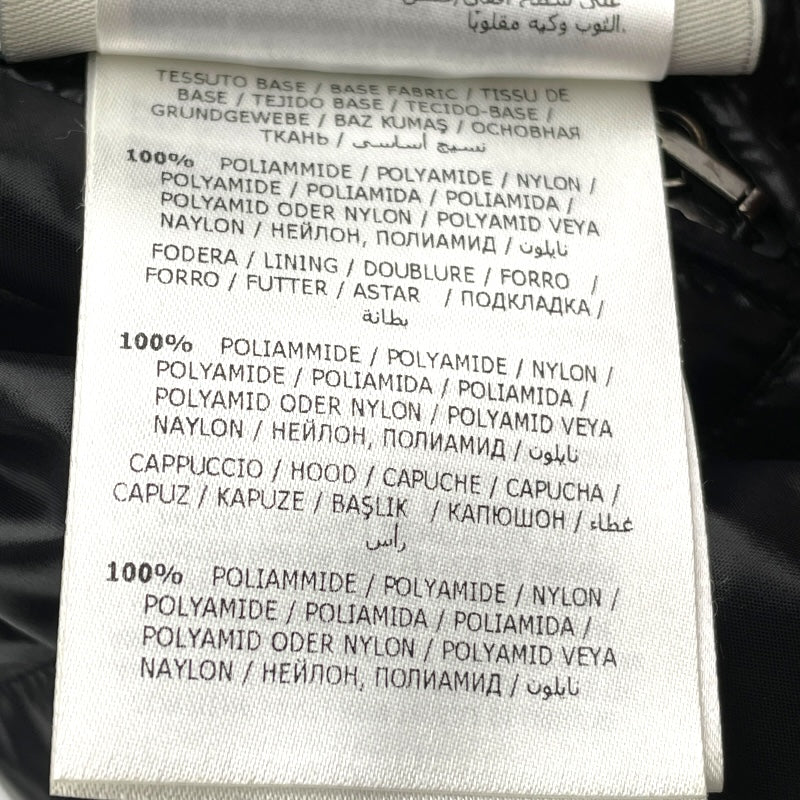 الثوب وكيه مقلوبًا.
TESSUTO BASE / BASE FABRIC / TISSU DE
BASE / TEJIDO BASE / TECIDO-BASE /
GRUNDGEWEBE / BAZ KUMAŞ / ОСНОВНАЯ
ТКАНЬ / نسيج أساسي
100% POLIAMMIDE / POLYAMIDE / NYLON /
POLYAMIDE / POLIAMIDA / POLIAMIDA /
POLYAMID ODER NYLON / POLYAMID VEYA
NAYLON / НЕЙЛОН, ПОЛИАМИД / نايلون
FODERA / LINING / DOUBLURE / FORRO /
FORRO / FUTTER / ASTAR / ПОДКЛАДКА /
بطانة
100% POLIAMMIDE / POLYAMIDE / NYLON /
POLYAMIDE / POLIAMIDA / POLIAMIDA /
POLYAMID ODER NYLON / POLYAMID VEYA
NAYLON / НЕЙЛОН, ПОЛИАМИД / نايلون
CAPPUCCIO / HOOD / CAPUCHE / CAPUCHA /
CAPUZ / KAPUZE / BAŞLIK / КАПЮШОН / غطاء
رأس
100% POLIAMMIDE / POLYAMIDE / NYLON /
POLYAMIDE / POLIAMIDA / POLIAMIDA /
POLYAMID ODER NYLON / POLYAMID VEYA
NAYLON / НЕЙЛОН, ПОЛИАМИД / نايلون